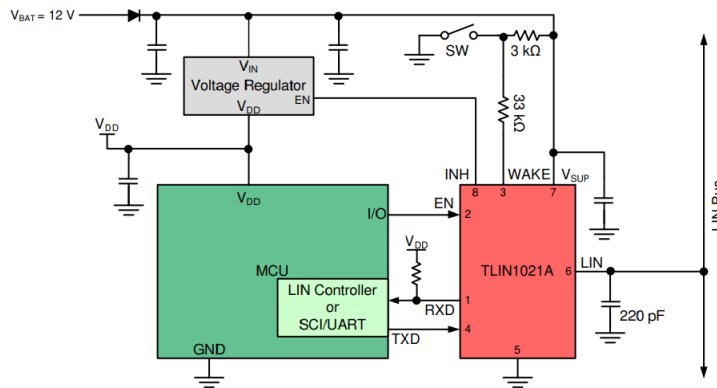 VBAT = 12 V
SW
3 kΩ
VIN
Voltage Regulator
EN
VDD
33 kΩ
VDD
INH
WAKE
VSUP
8
3
7
VDD
I/O
EN
2
LIN Bus
VDD
MCU
TLIN1021A
6
LIN
LIN Controller
or
SCI/UART
1
RXD
4
TXD
220 pF
GND
5